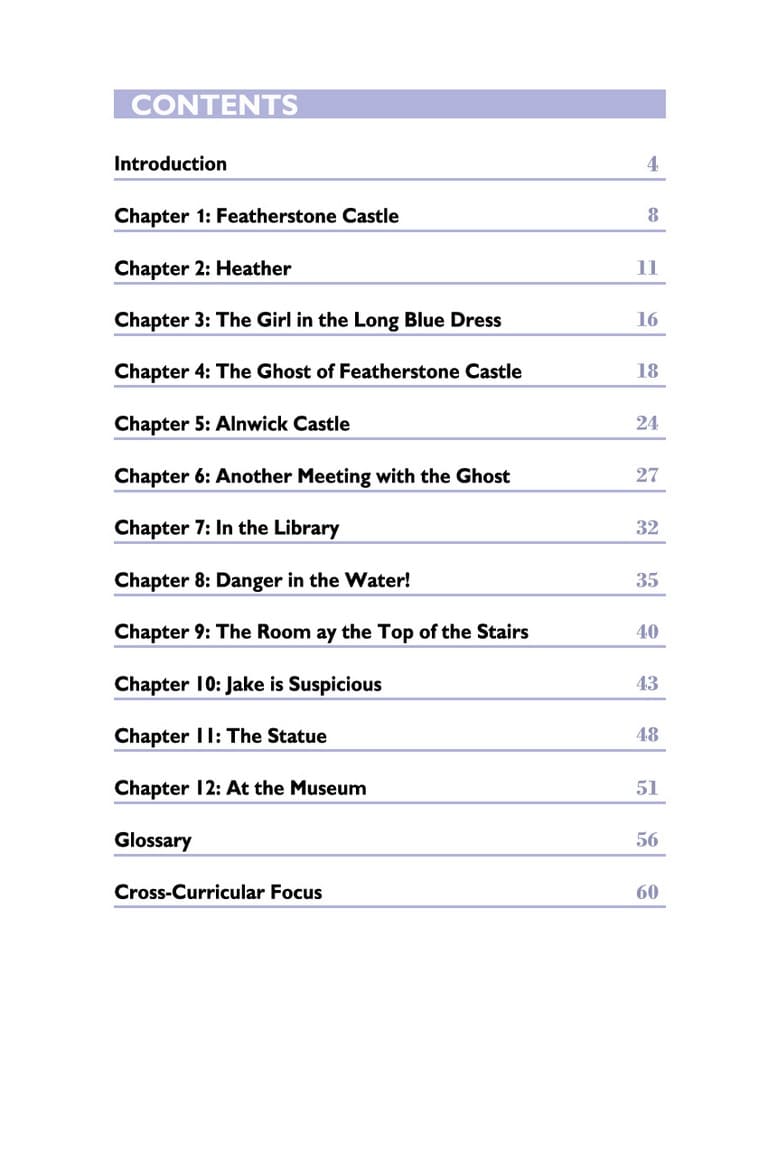 CONTENTS
Introduction 4
Chapter 1: Featherstone Castle 8
Chapter 2: Heather 11
Chapter 3: The Girl in the Long Blue Dress 16
Chapter 4: The Ghost of Featherstone Castle 18
Chapter 5: Alnwick Castle 24
Chapter 6: Another Meeting with the Ghost 27
Chapter 7: In the Library 32
Chapter 8: Danger in the Water! 35
Chapter 9: The Room ay the Top of the Stairs 40
Chapter 10: Jake is Suspicious 43
Chapter 11: The Statue 48
Chapter 12: At the Museum 51
Glossary 56
Cross-Curricular Focus 60